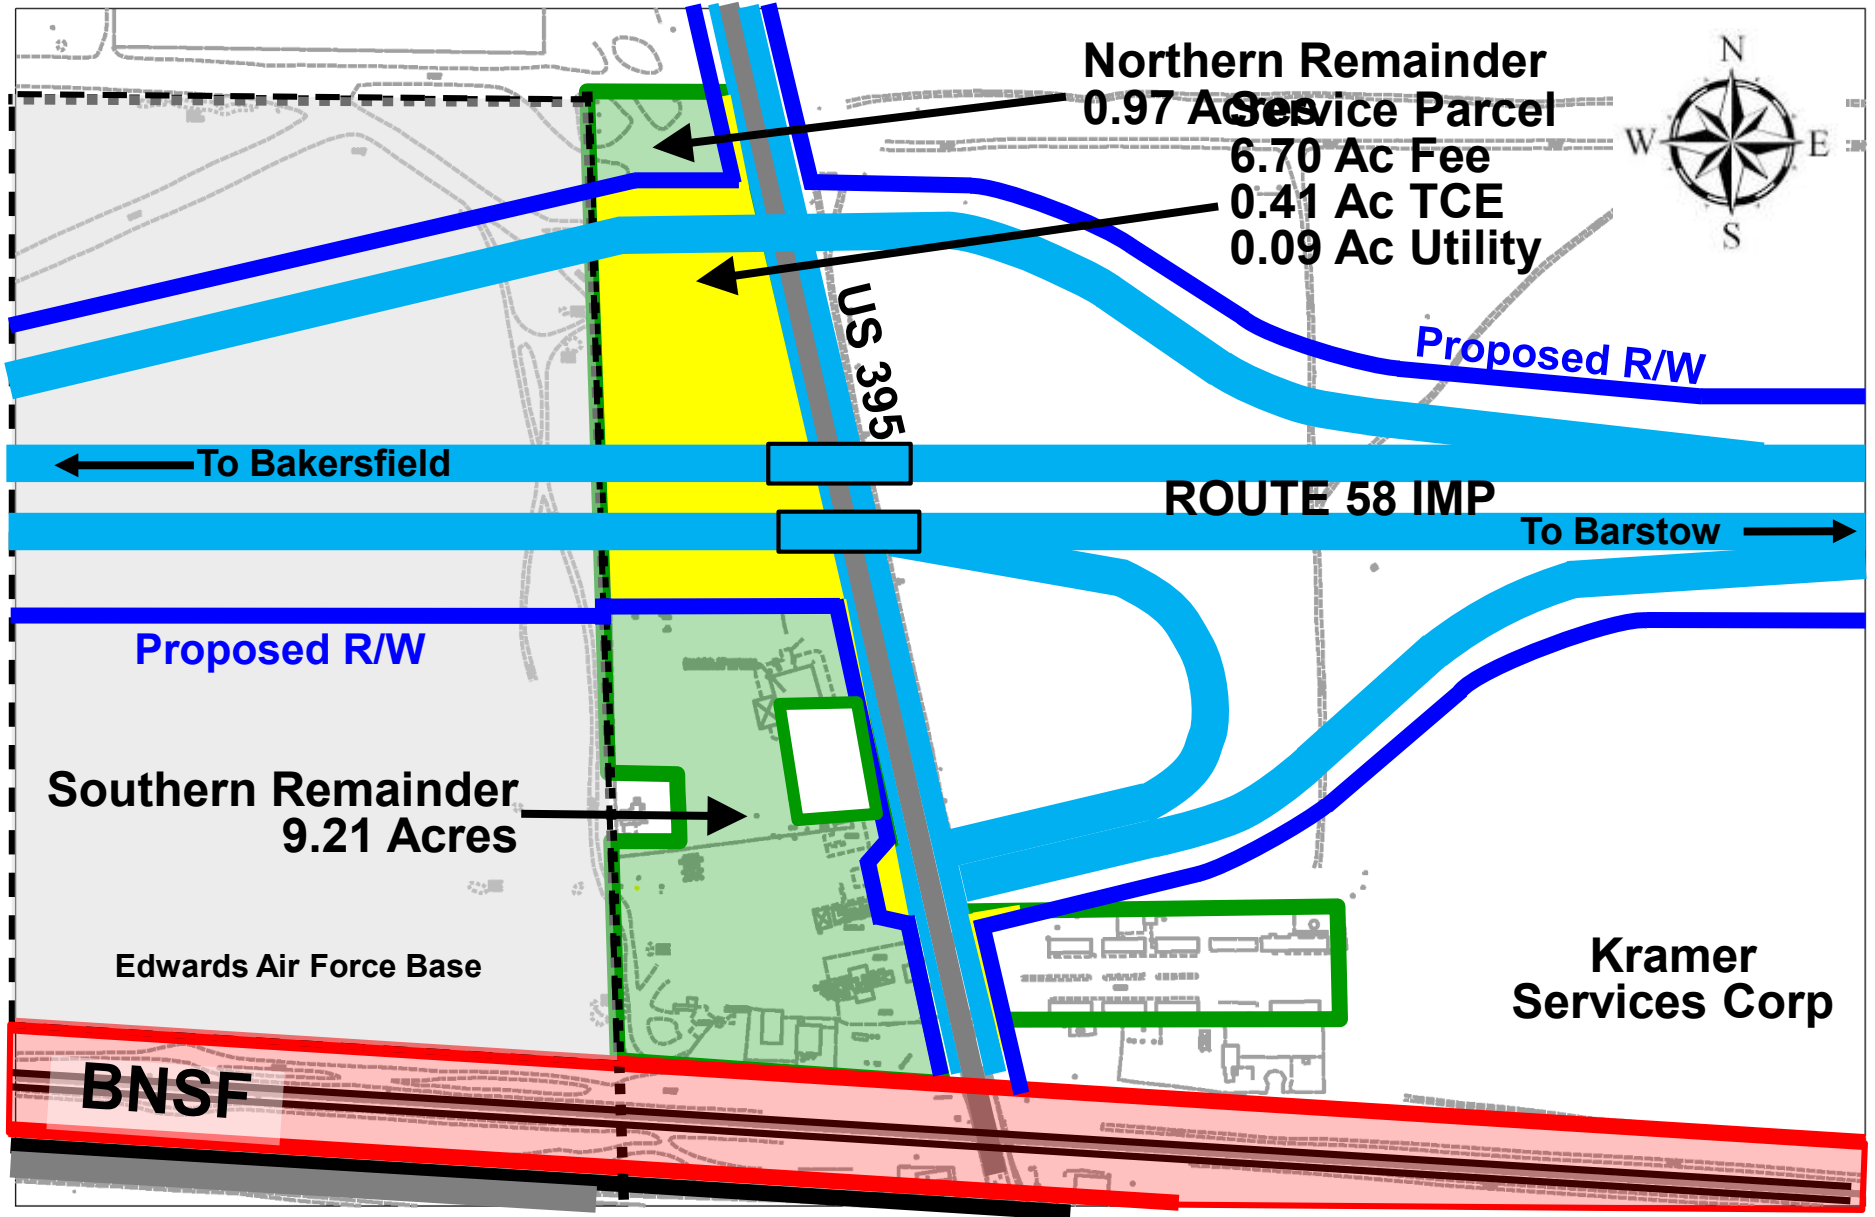 Northern Remainder
0.97 Acres
Service Parcel
6.70 Ac Fee
0.41 Ac TCE
0.09 Ac Utility
N
W
E
S
US 395
Proposed R/W
To Bakersfield
ROUTE 58 IMP
To Barstow
Proposed R/W
Southern Remainder
9.21 Acres
Edwards Air Force Base
Kramer
Services Corp
BNSF